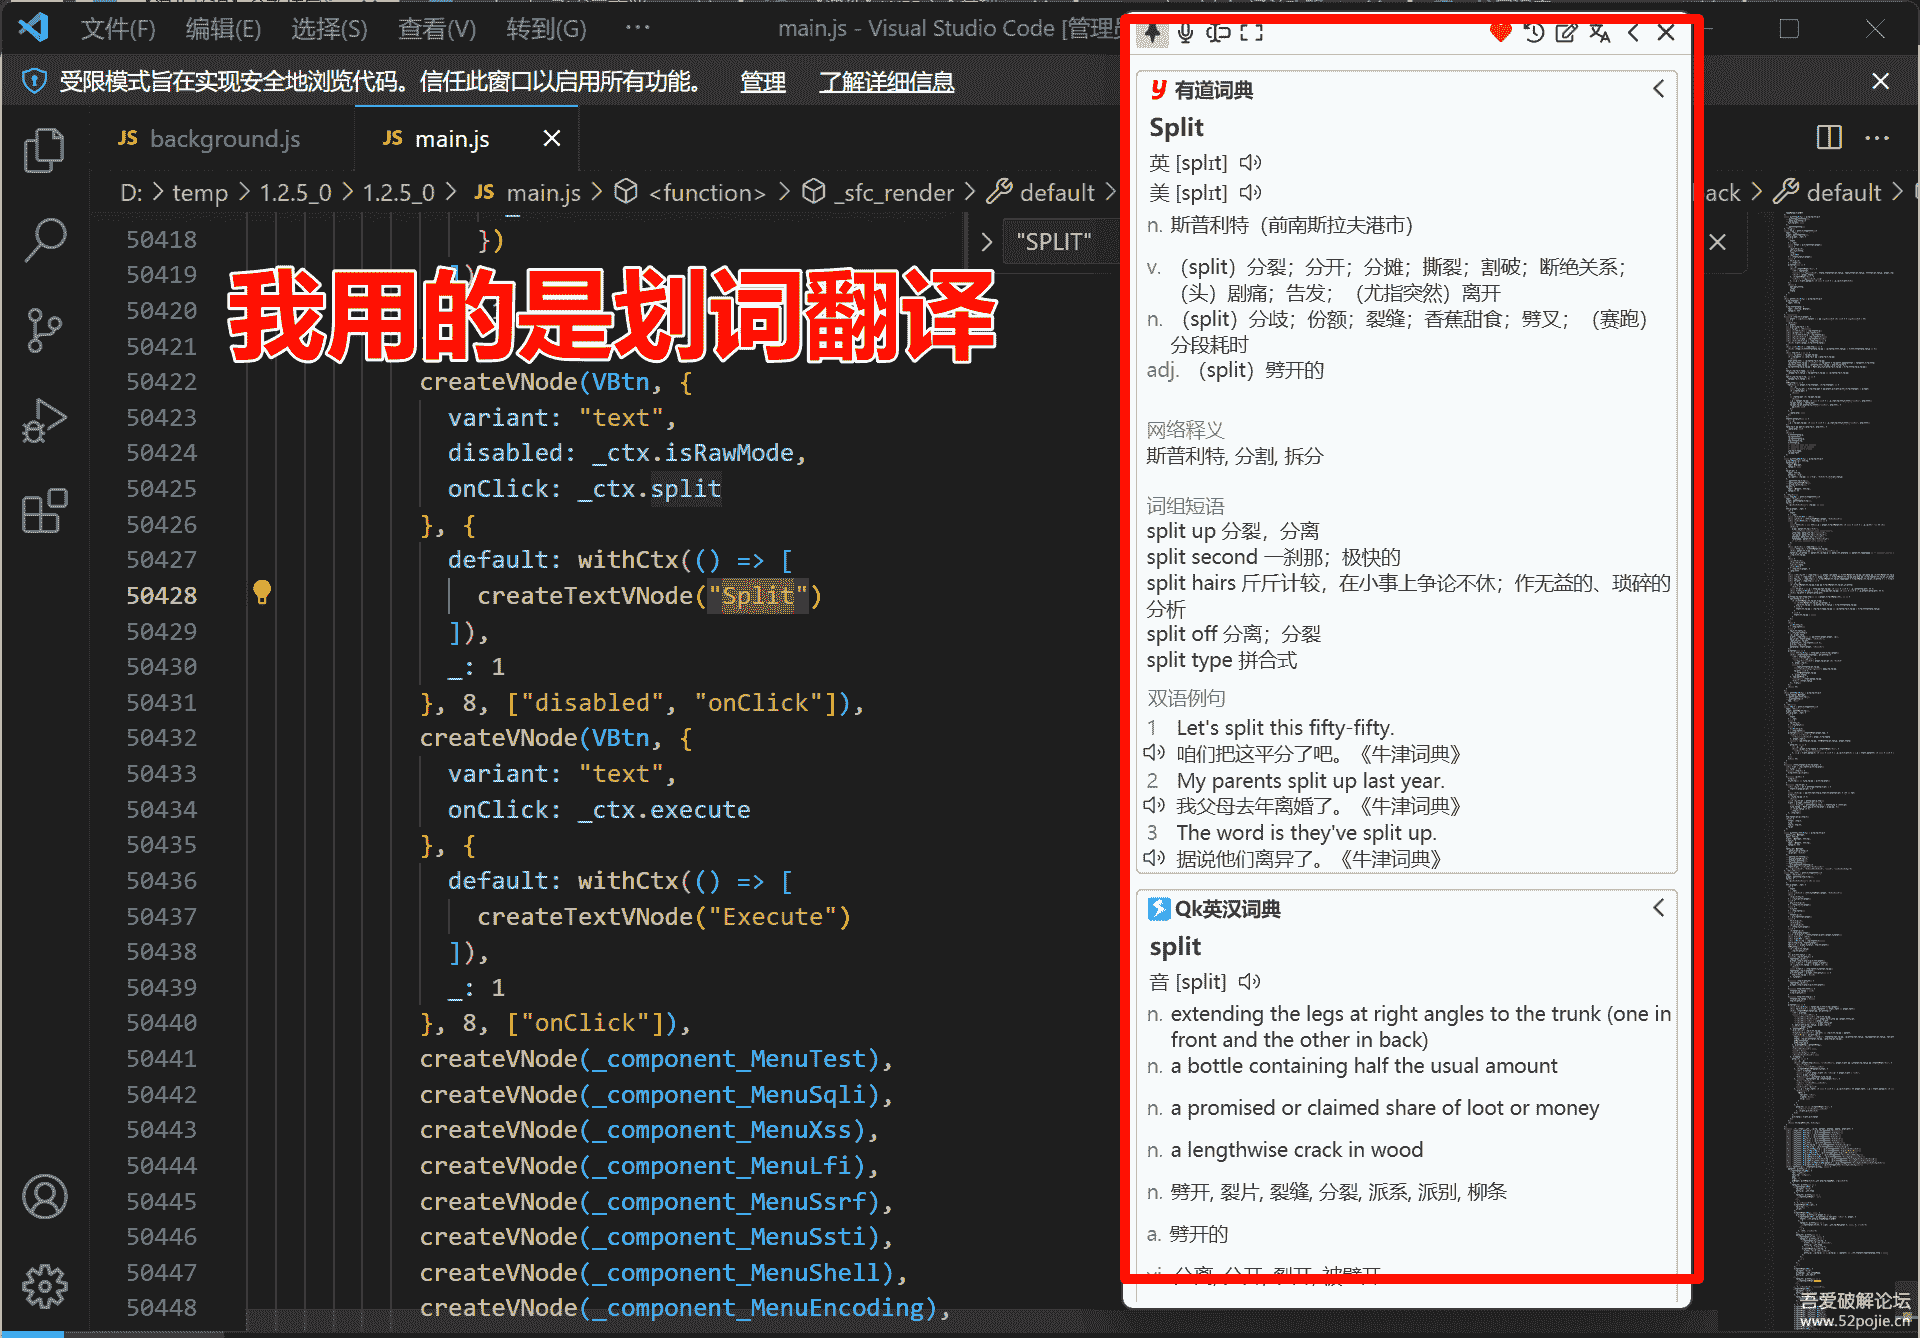 文件(F) 编辑(E) 选择(S) 查看(V) 转到(G) ··· main.js - Visual Studio Code [管理员
受限模式旨在实现安全地浏览代码。信任此窗口以启用所有功能。 管理 了解详细信息
JS background.js JS main.js
D: > temp > 1.2.5_0 > 1.2.5_0 > JS main.js > <function> > _sfc_render > default >
ack > default >
"SPLIT"
我用的是划词翻译
50418 })
50419
50420
50421
50422 createVNode(VBtn, {
50423 variant: "text",
50424 disabled: _ctx.isRawMode,
50425 onClick: _ctx.split
50426 }, {
50427 default: withCtx(() => [
50428 createTextVNode("Split")
50429 ]),
50430 _: 1
50431 }, 8, ["disabled", "onClick"]),
50432 createVNode(VBtn, {
50433 variant: "text",
50434 onClick: _ctx.execute
50435 }, {
50436 default: withCtx(() => [
50437 createTextVNode("Execute")
50438 ]),
50439 _: 1
50440 }, 8, ["onClick"]),
50441 createVNode(_component_MenuTest),
50442 createVNode(_component_MenuSqli),
50443 createVNode(_component_MenuXss),
50444 createVNode(_component_MenuLfi),
50445 createVNode(_component_MenuSsrf),
50446 createVNode(_component_MenuSsti),
50447 createVNode(_component_MenuShell),
50448 createVNode(_component_MenuEncoding),
y 有道词典
Split
英 [splɪt]
美 [splɪt]
n. 斯普利特（前南斯拉夫港市）
v. （split）分裂；分开；分摊；撕裂；割破；断绝关系；
（头）剧痛；告发；（尤指突然）离开
n. （split）分歧；份额；裂缝；香蕉甜食；劈叉；（赛跑）
分段耗时
adj. （split）劈开的
网络释义
斯普利特, 分割, 拆分
词组短语
split up 分裂，分离
split second 一刹那；极快的
split hairs 斤斤计较，在小事上争论不休；作无益的、琐碎的
分析
split off 分离；分裂
split type 拼合式
双语例句
1 Let's split this fifty-fifty.
咱们把这平分了吧。《牛津词典》
2 My parents split up last year.
我父母去年离婚了。《牛津词典》
3 The word is they've split up.
据说他们离异了。《牛津词典》
Qk英汉词典
split
音 [split]
n. extending the legs at right angles to the trunk (one in
front and the other in back)
n. a bottle containing half the usual amount
n. a promised or claimed share of loot or money
n. a lengthwise crack in wood
n. 劈开, 裂片, 裂缝, 分裂, 派系, 派别, 柳条
a. 劈开的
vi. 分离, 分开, 裂开, 被劈开
吾爱破解论坛
www.52pojie.cn